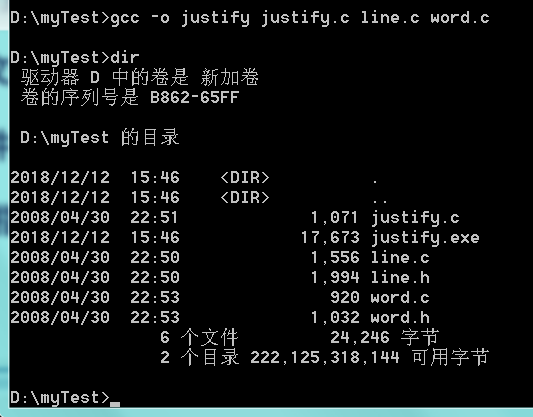 D:\myTest>gcc -o justify justify.c line.c word.c
D:\myTest>dir
驱动器 D 中的卷是 新加卷
卷的序列号是 B862-65FF
D:\myTest 的目录
2018/12/12  15:46    <DIR>          .
2018/12/12  15:46    <DIR>          ..
2008/04/30  22:51             1,071 justify.c
2018/12/12  15:46            17,673 justify.exe
2008/04/30  22:50             1,556 line.c
2008/04/30  22:50             1,994 line.h
2008/04/30  22:53               920 word.c
2008/04/30  22:53             1,032 word.h
6 个文件         24,246 字节
2 个目录 222,125,318,144 可用字节
D:\myTest>